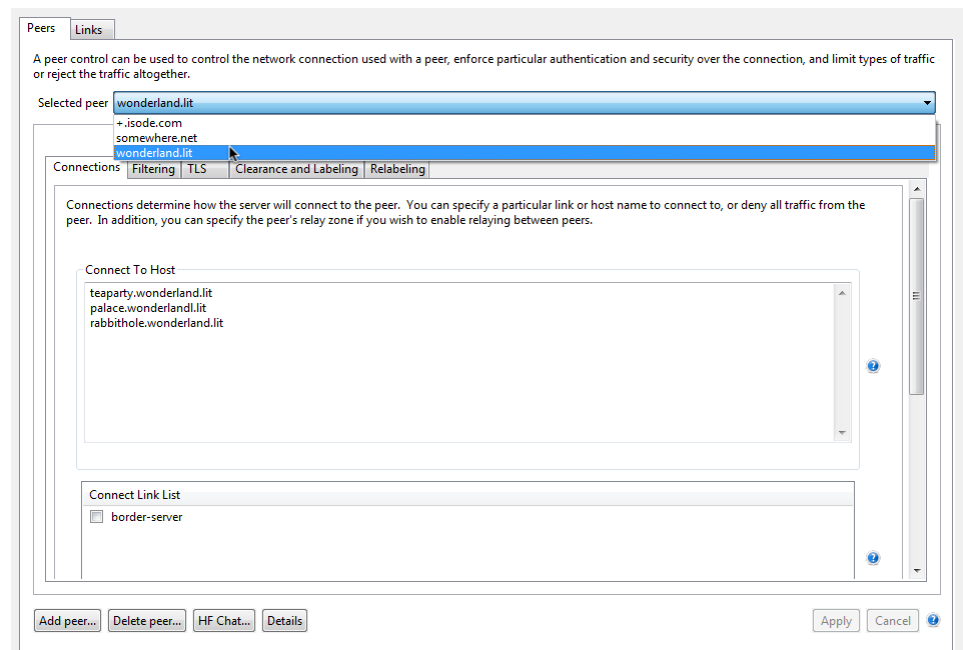 Peers
Links
A peer control can be used to control the network connection used with a peer, enforce particular authentication and security over the connection, and limit types of traffic
or reject the traffic altogether.
Selected peer wonderland.lit
+.isode.com
somewhere.net
wonderland.lit
Connections Filtering TLS Clearance and Labeling Relabeling
Connections determine how the server will connect to the peer. You can specify a particular link or host name to connect to, or deny all traffic from the
peer. In addition, you can specify the peer's relay zone if you wish to enable relaying between peers.
Connect To Host
teaparty.wonderland.lit
palace.wonderlandl.lit
rabbithole.wonderland.lit
?
Connect Link List
border-server
?
Add peer... Delete peer... HF Chat... Details Apply Cancel ?